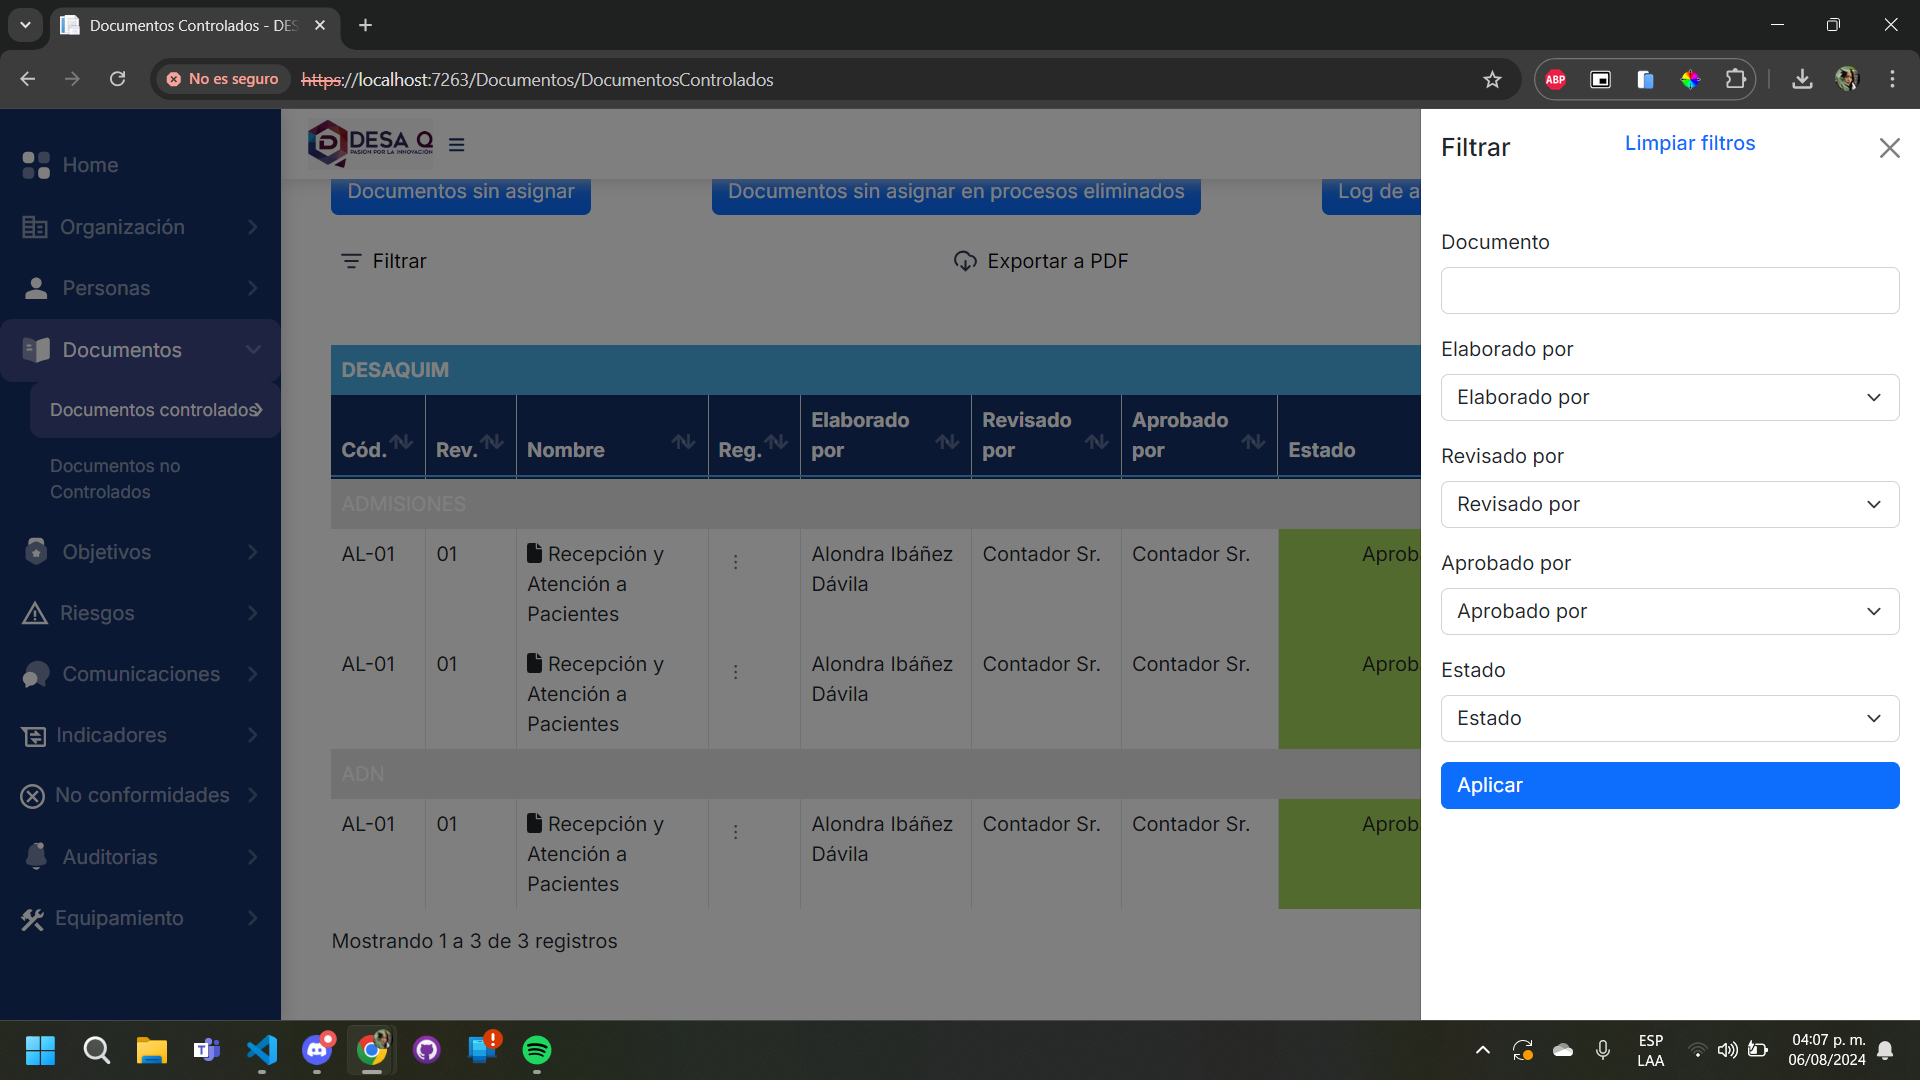 Documentos Controlados - DES
No es seguro
https://localhost:7263/Documentos/DocumentosControlados
ABP
Home
Organización
Personas
Documentos
Documentos controlados
Documentos no
Controlados
Objetivos
Riesgos
Comunicaciones
Indicadores
No conformidades
Auditorias
Equipamiento
DESA Q
PASIÓN POR LA INNOVACIÓN
Documentos sin asignar
Documentos sin asignar en procesos eliminados
Log de a
Filtrar
Exportar a PDF
DESAQUIM
Cód.
Rev.
Nombre
Reg.
Elaborado
por
Revisado
por
Aprobado
por
Estado
ADMISIONES
AL-01
01
Recepción y
Atención a
Pacientes
Alondra Ibáñez
Dávila
Contador Sr.
Contador Sr.
Aprob
AL-01
01
Recepción y
Atención a
Pacientes
Alondra Ibáñez
Dávila
Contador Sr.
Contador Sr.
Aprob
ADN
AL-01
01
Recepción y
Atención a
Pacientes
Alondra Ibáñez
Dávila
Contador Sr.
Contador Sr.
Aprob
Mostrando 1 a 3 de 3 registros
Filtrar
Limpiar filtros
Documento
Elaborado por
Elaborado por
Revisado por
Revisado por
Aprobado por
Aprobado por
Estado
Estado
Aplicar
ESP
LAA
04:07 p. m.
06/08/2024